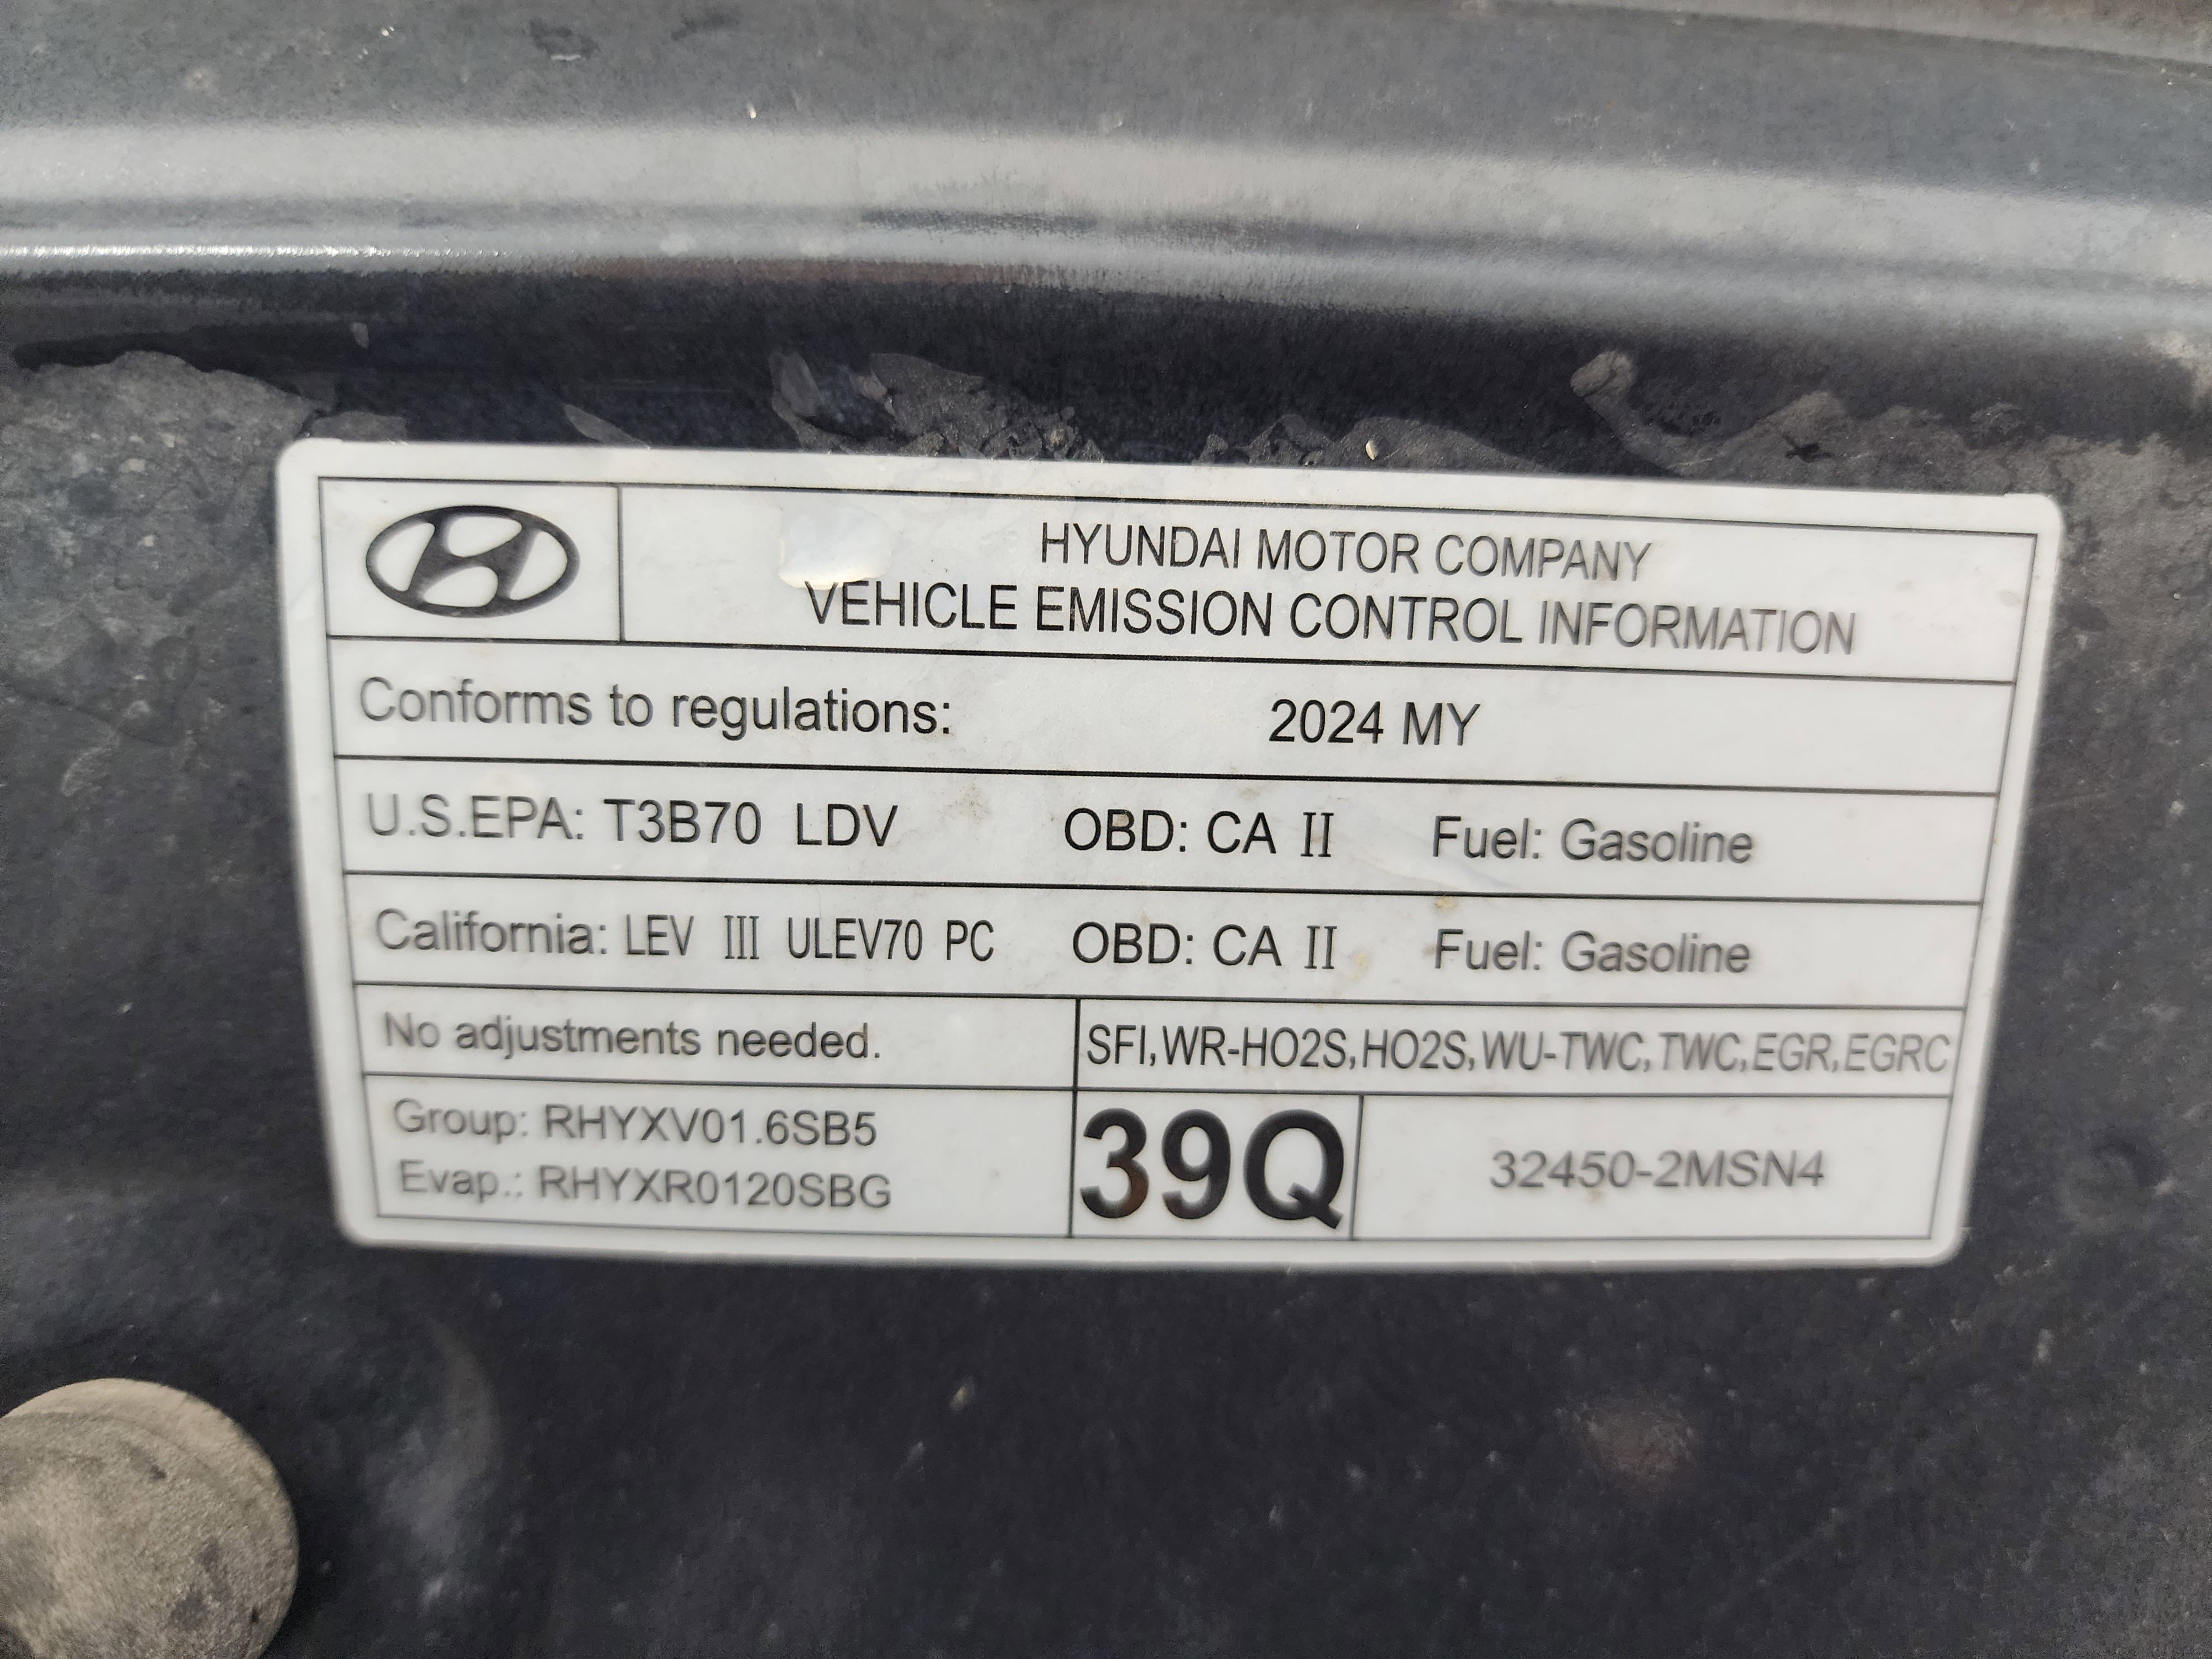 HYUNDAI MOTOR COMPANY
VEHICLE EMISSION CONTROL INFORMATION
Conforms to regulations: 2024 MY
U.S.EPA: T3B70 LDV OBD: CA II Fuel: Gasoline
California: LEV III ULEV70 PC OBD: CA II Fuel: Gasoline
No adjustments needed. SFI,WR-HO2S,HO2S,WU-TWC,TWC,EGR,EGRC
Group: RHYXV01.6SB5
Evap.: RHYXR0120SBG
39Q
32450-2MSN4